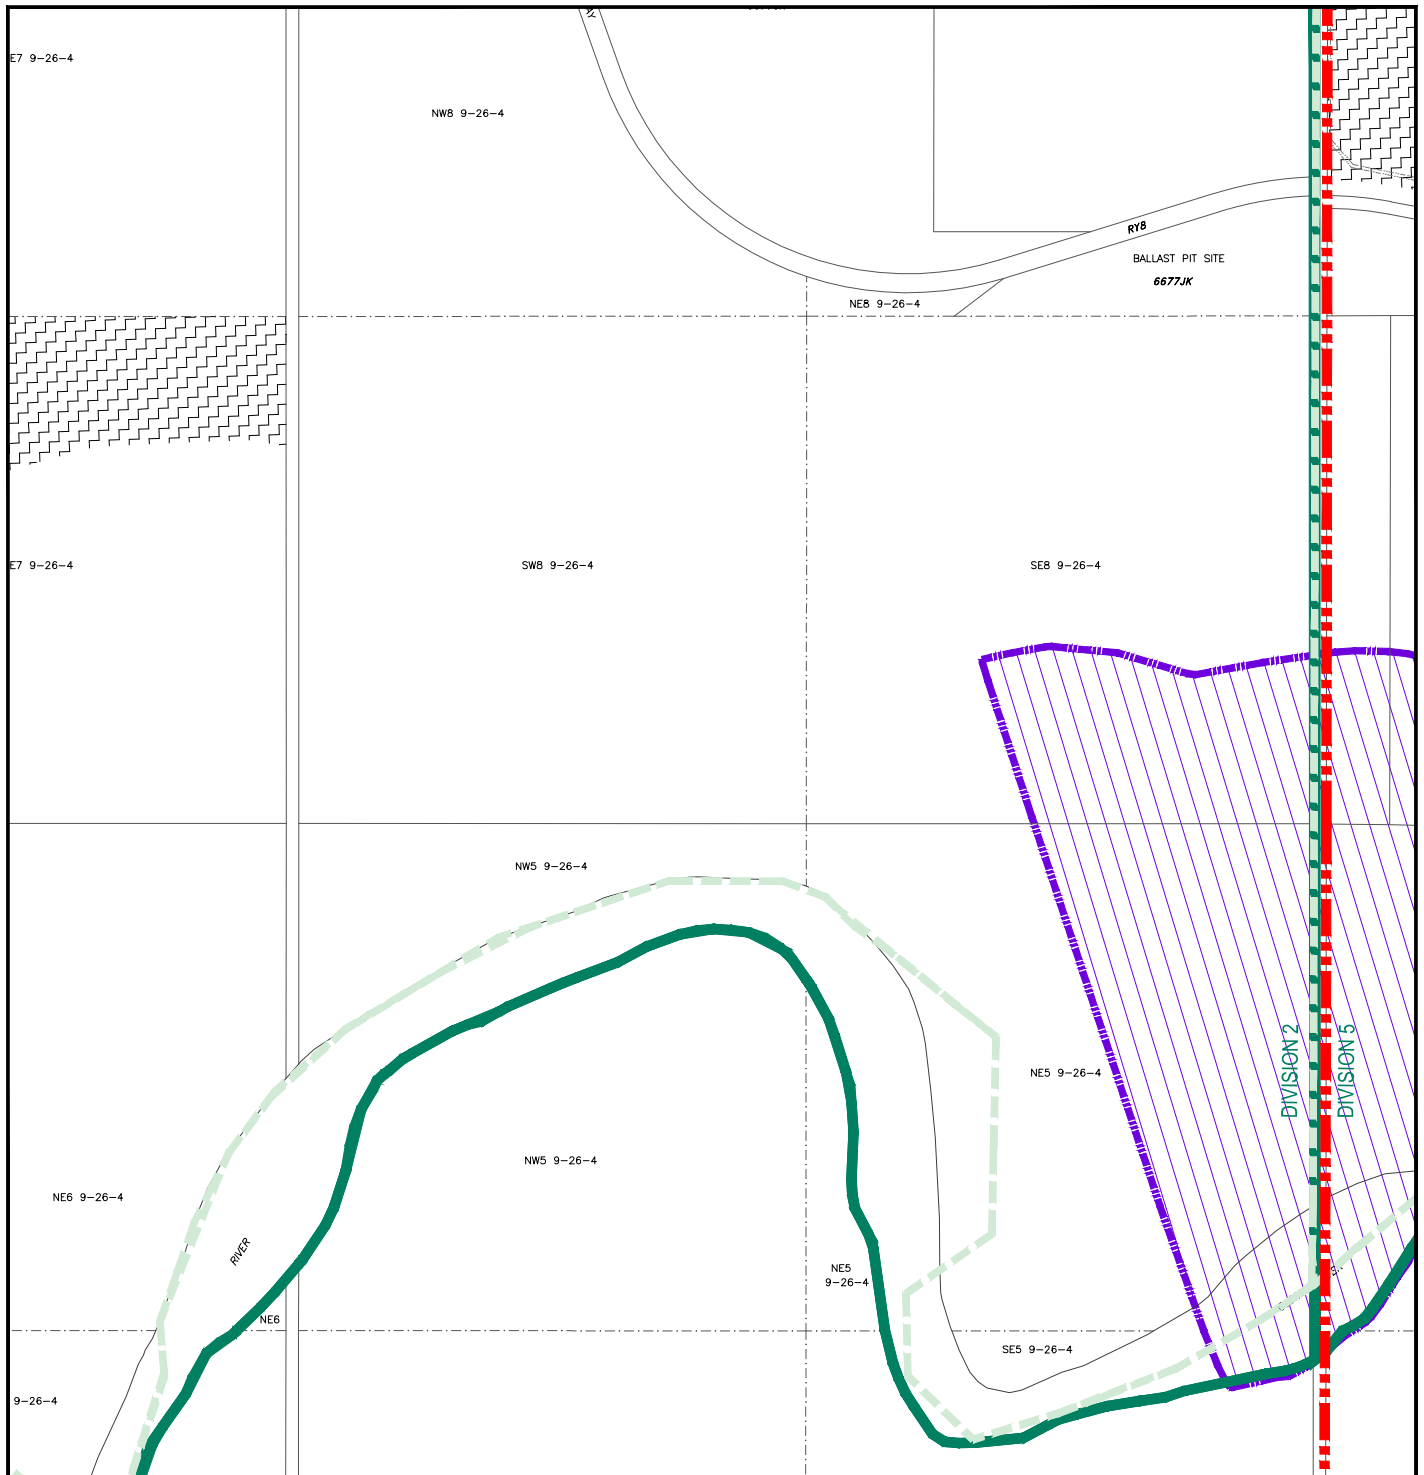 E7 9-26-4
NW8 9-26-4
RY8
BALLAST PIT SITE
6677JK
NE8 9-26-4
E7 9-26-4
SW8 9-26-4
SE8 9-26-4
NW5 9-26-4
NE5 9-26-4
DIVISION 2
DIVISION 5
NW5 9-26-4
NE6 9-26-4
RIVER
NE5
9-26-4
NE6
SE5 9-26-4
9-26-4